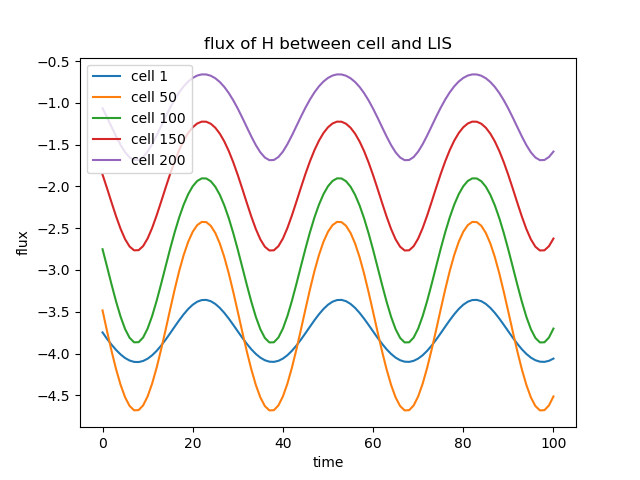 flux of H between cell and LIS
cell 1
cell 50
cell 100
cell 150
cell 200
−0.5
−1.0
−1.5
−2.0
−2.5
−3.0
−3.5
−4.0
−4.5
flux
0 20 40 60 80 100
time